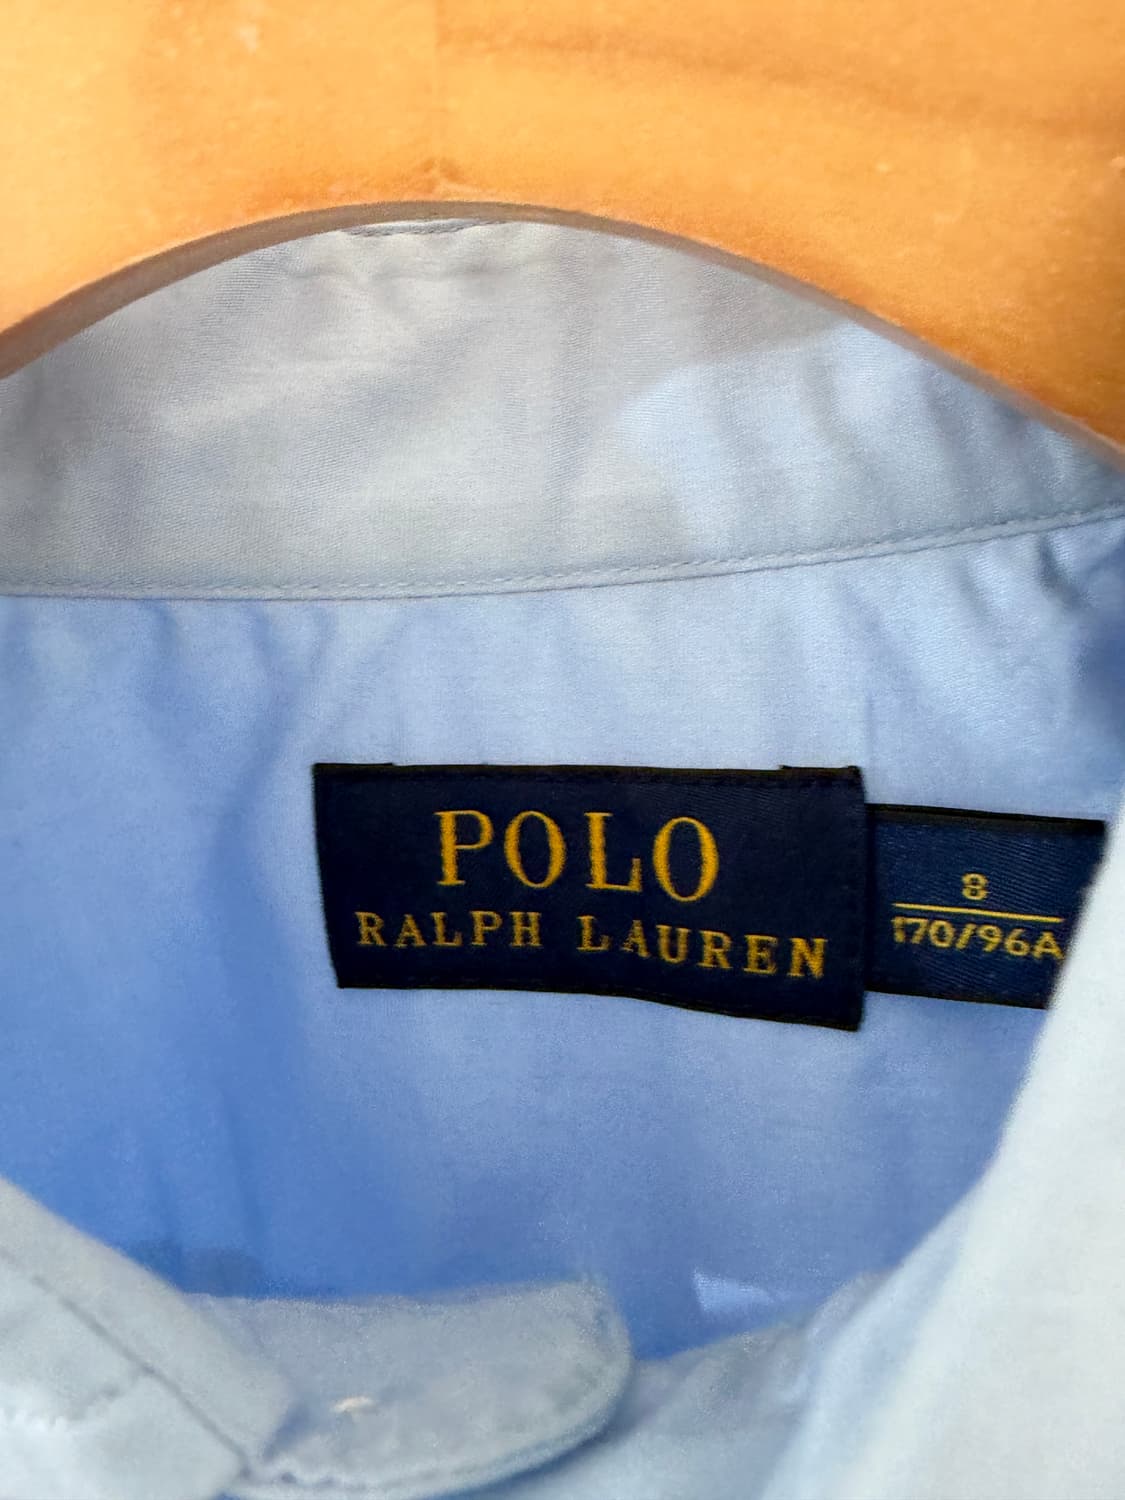 POLO
RALPH LAUREN
8
170/96A